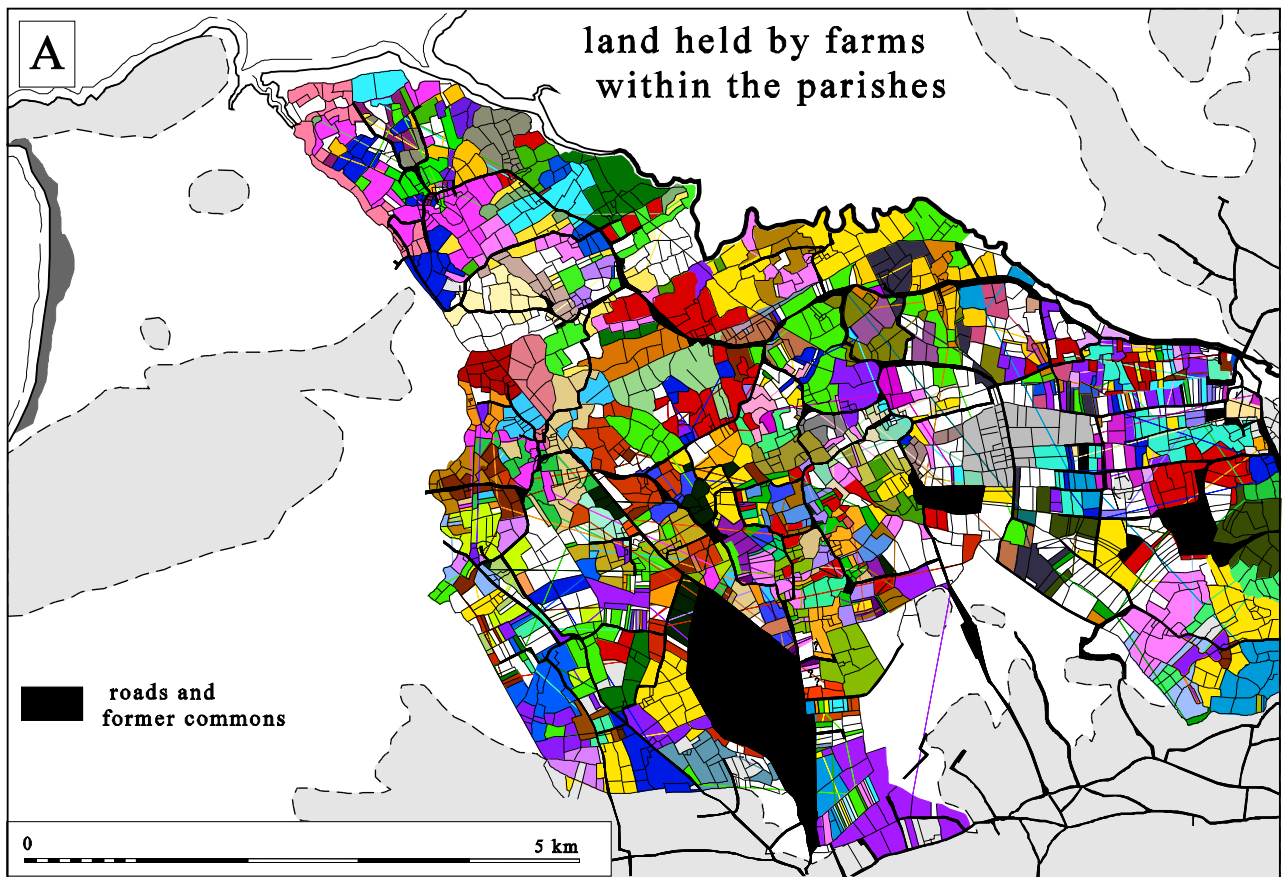 A
land held by farms
within the parishes
roads and
former commons
0 5 km